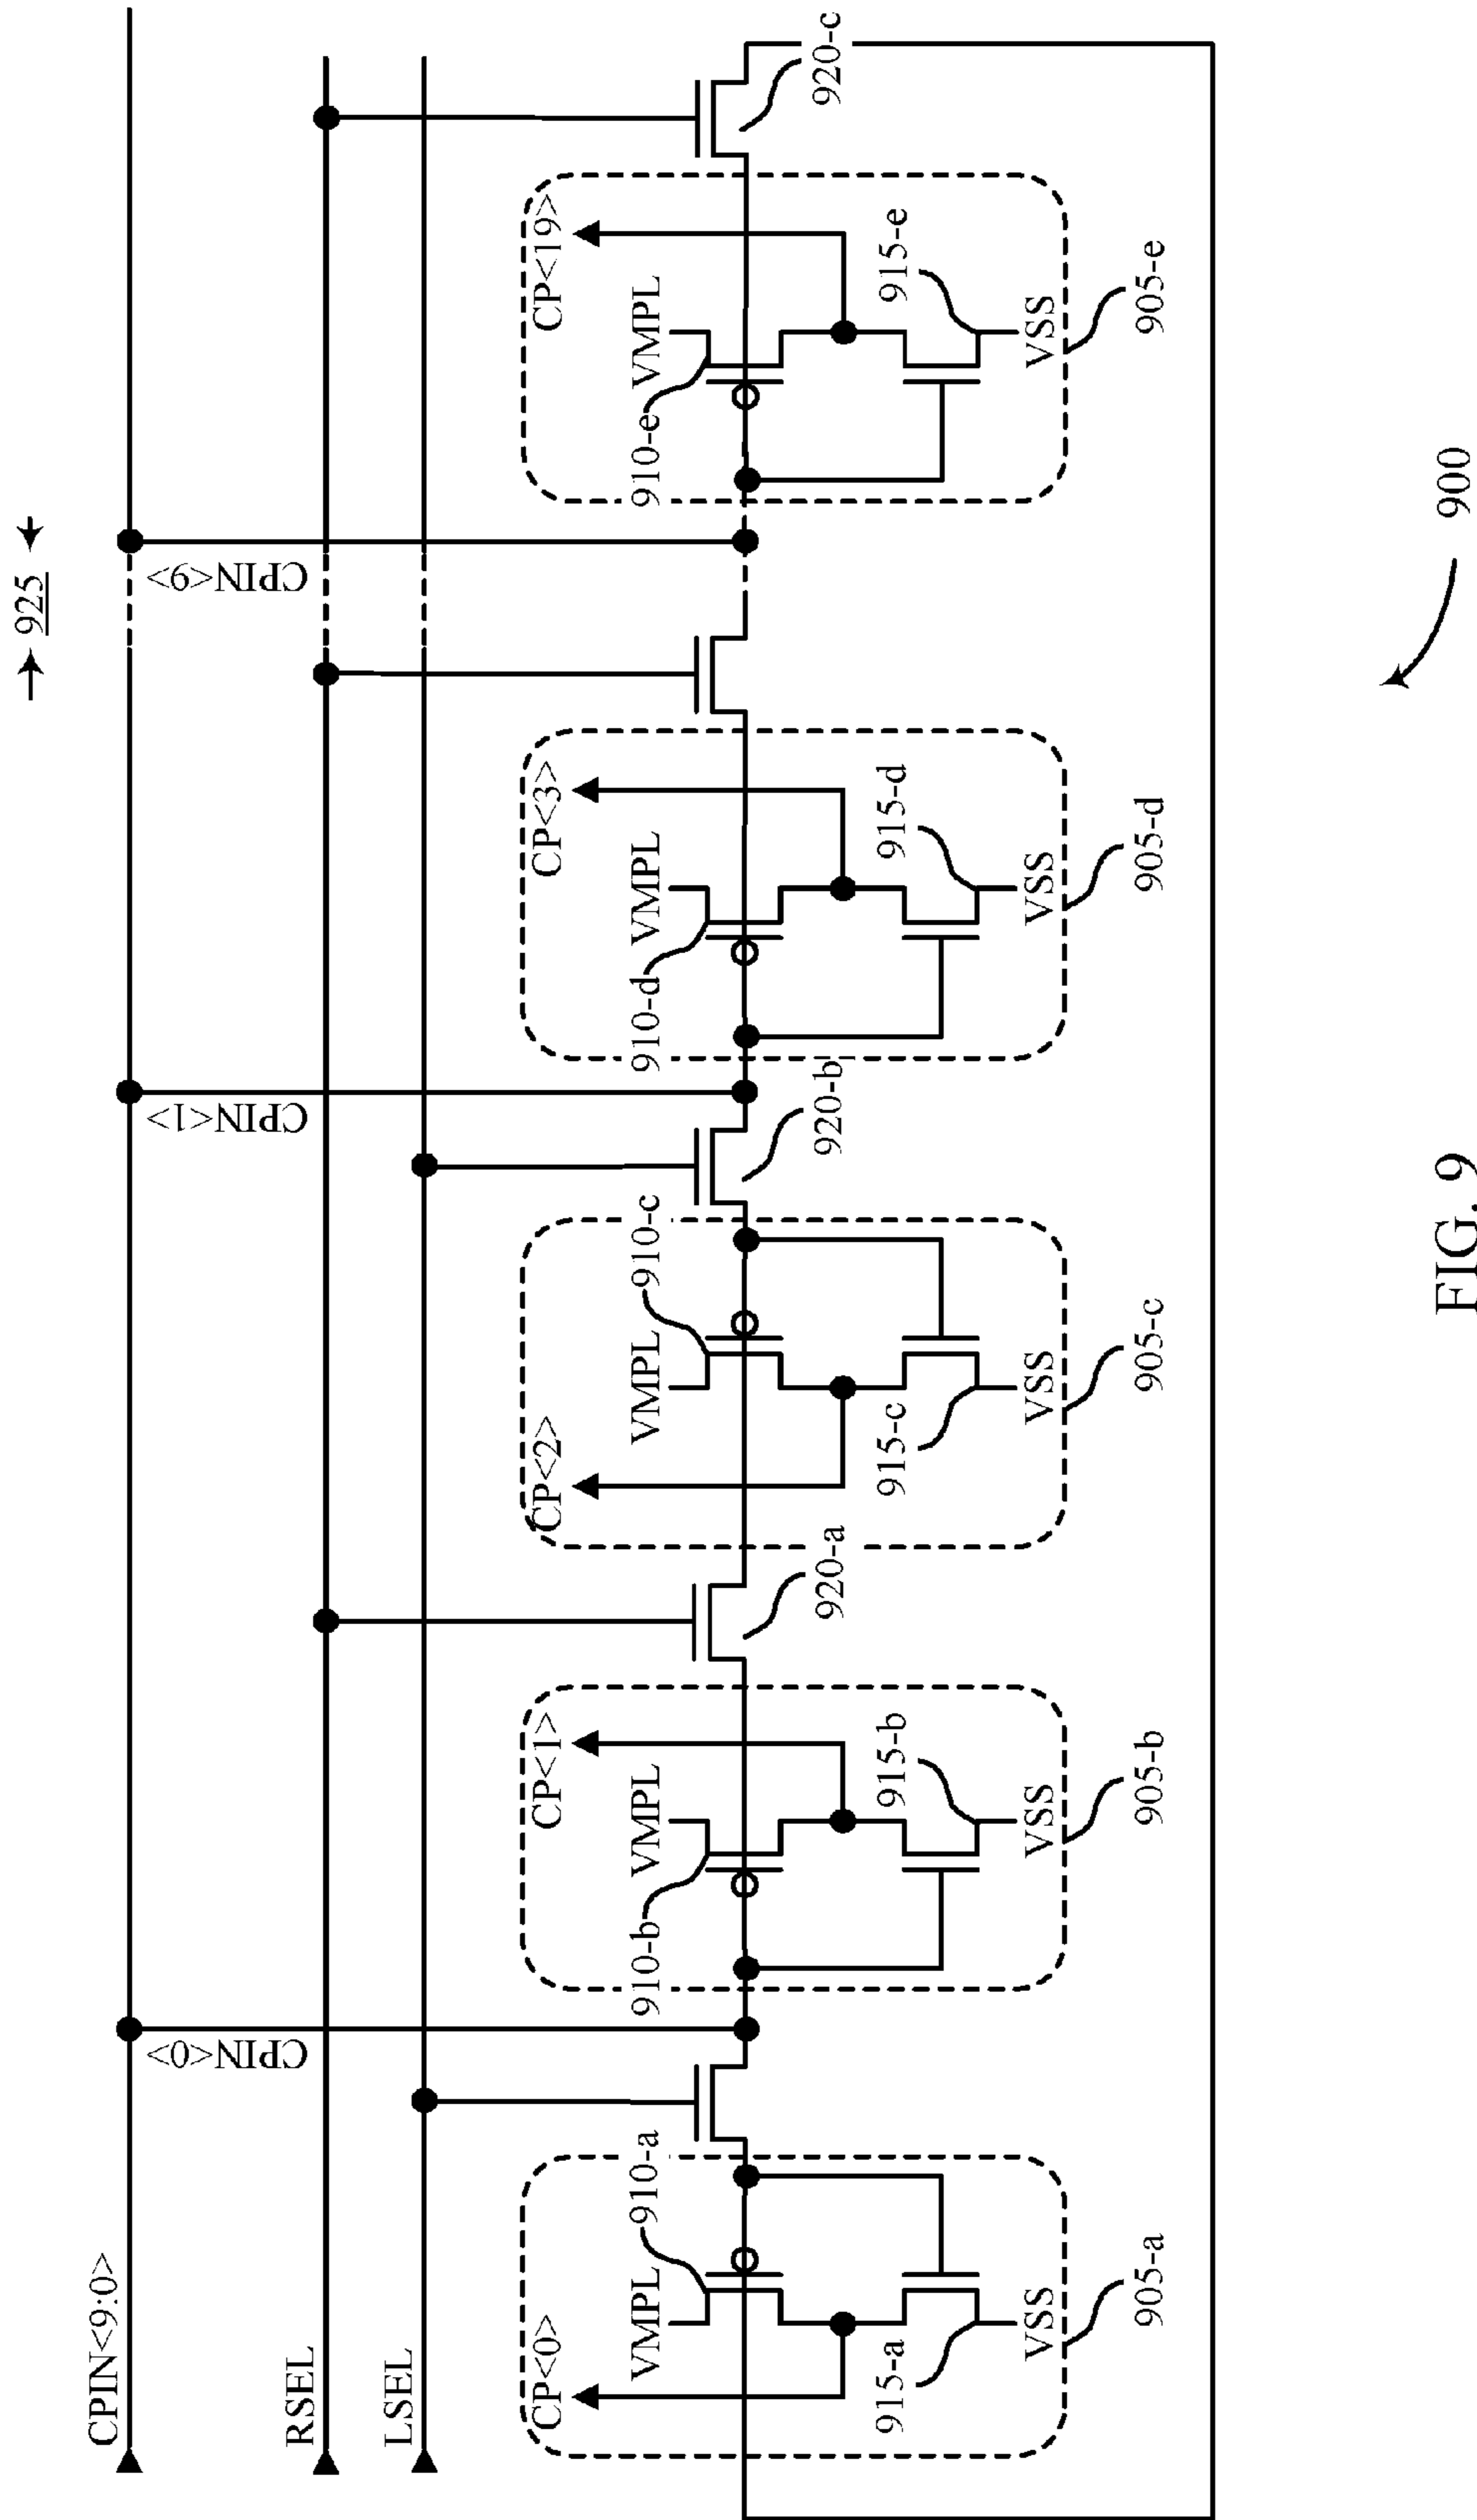 925
CPIN<9:0>
RSEL
LSEL
CPIN<0>
CPIN<1>
CPIN<9>
CP<0>
VMPL
910-a
915-a
VSS
905-a
910-b
VMPL
CP<1>
915-b
VSS
905-b
920-a
CP<2>
VMPL
910-c
915-c
VSS
905-c
920-b
910-d
VMPL
CP<3>
915-d
VSS
905-d
910-e
VMPL
CP<19>
915-e
VSS
905-e
920-c
900
FIG. 9